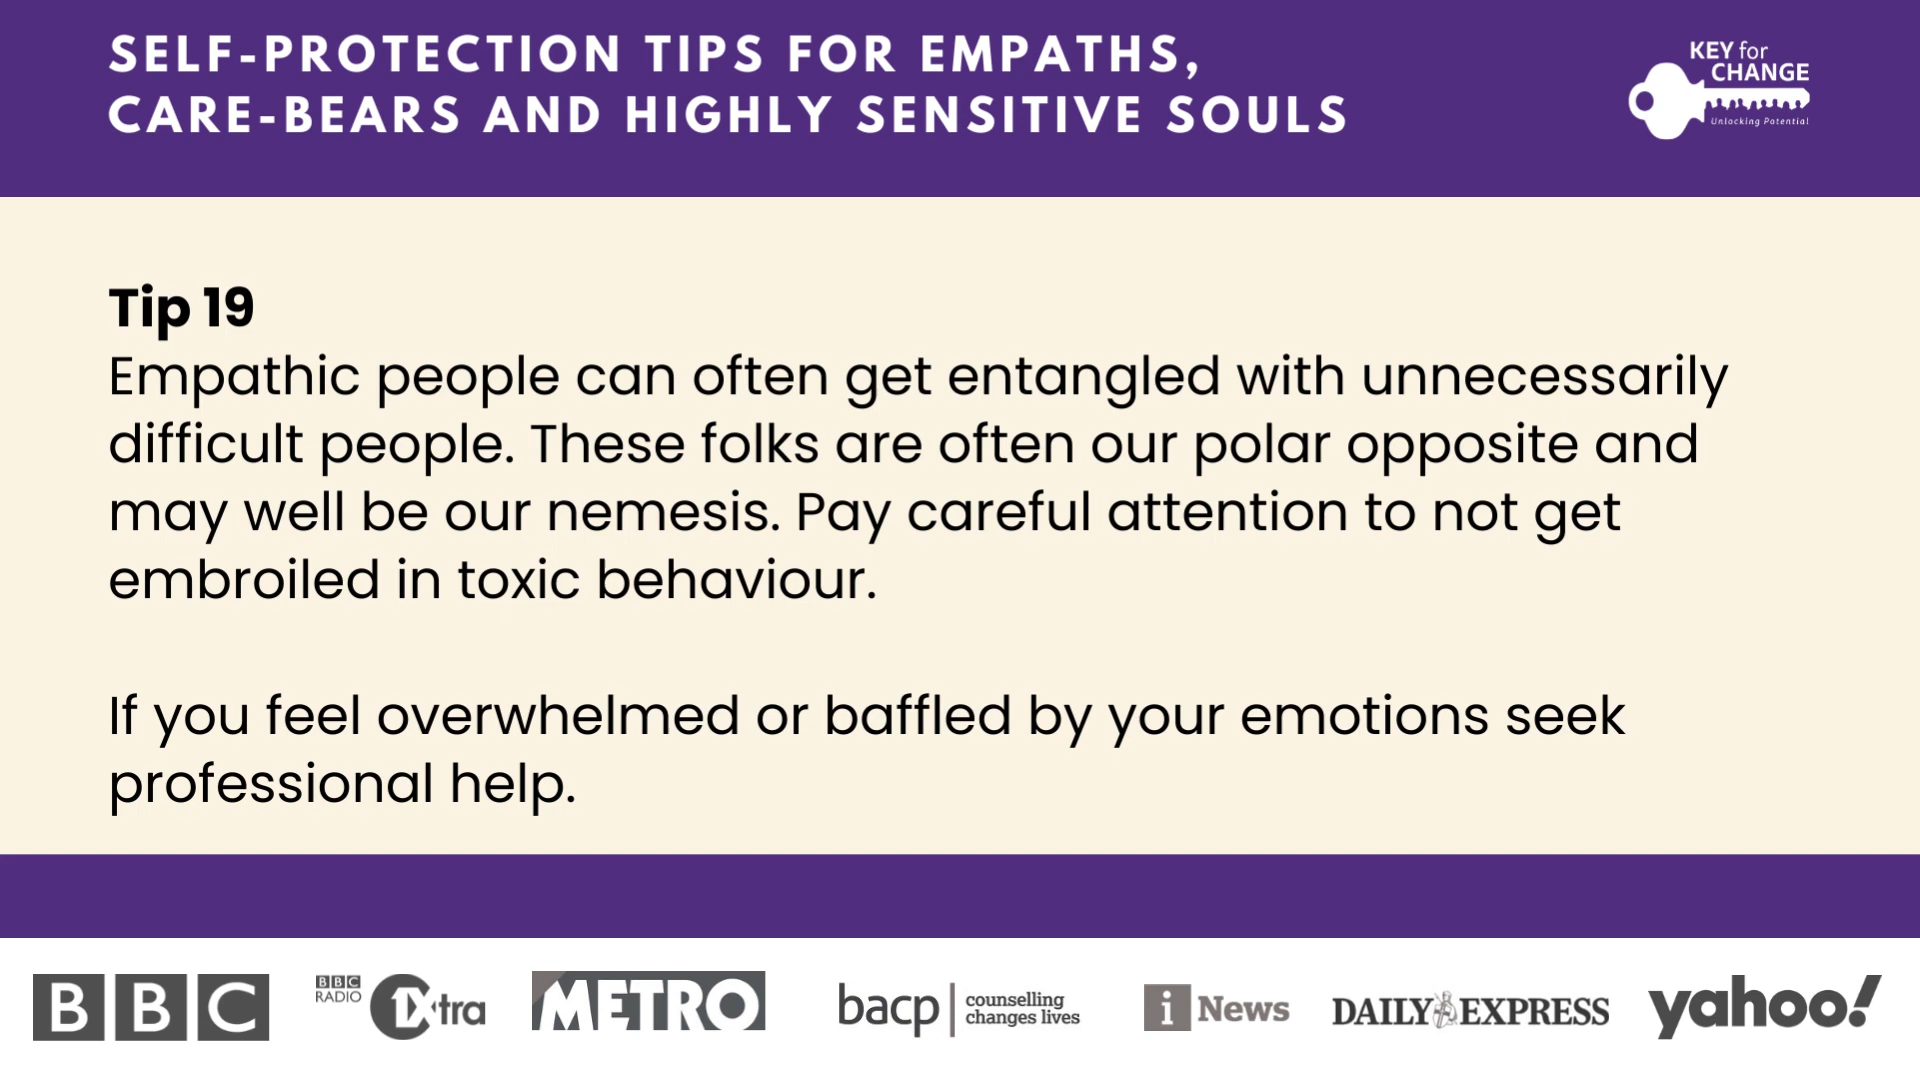 SELF-PROTECTION TIPS FOR EMPATHS,
CARE-BEARS AND HIGHLY SENSITIVE SOULS
KEY for
CHANGE
Unlocking Potential
Tip 19
Empathic people can often get entangled with unnecessarily
difficult people. These folks are often our polar opposite and
may well be our nemesis. Pay careful attention to not get
embroiled in toxic behaviour.
If you feel overwhelmed or baffled by your emotions seek
professional help.
BBC
BBC
RADIO
1Xtra
METRO
bacp
counselling
changes lives
i News
DAILY EXPRESS
yahoo!